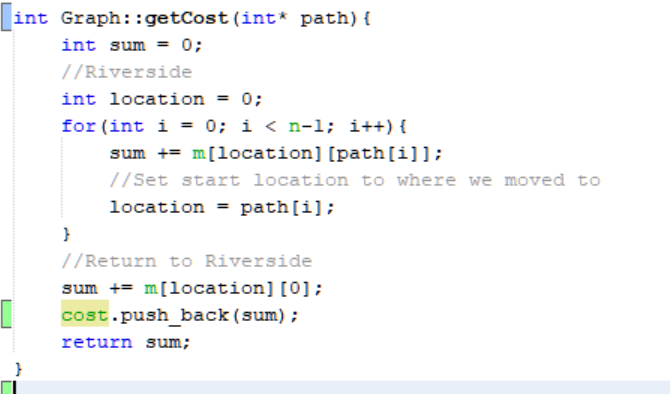 int Graph::getCost(int* path){
int sum = 0;
//Riverside
int location = 0;
for(int i = 0; i < n-1; i++){
sum += m[location][path[i]];
//Set start location to where we moved to
location = path[i];
}
//Return to Riverside
sum += m[location][0];
cost.push_back(sum);
return sum;
}